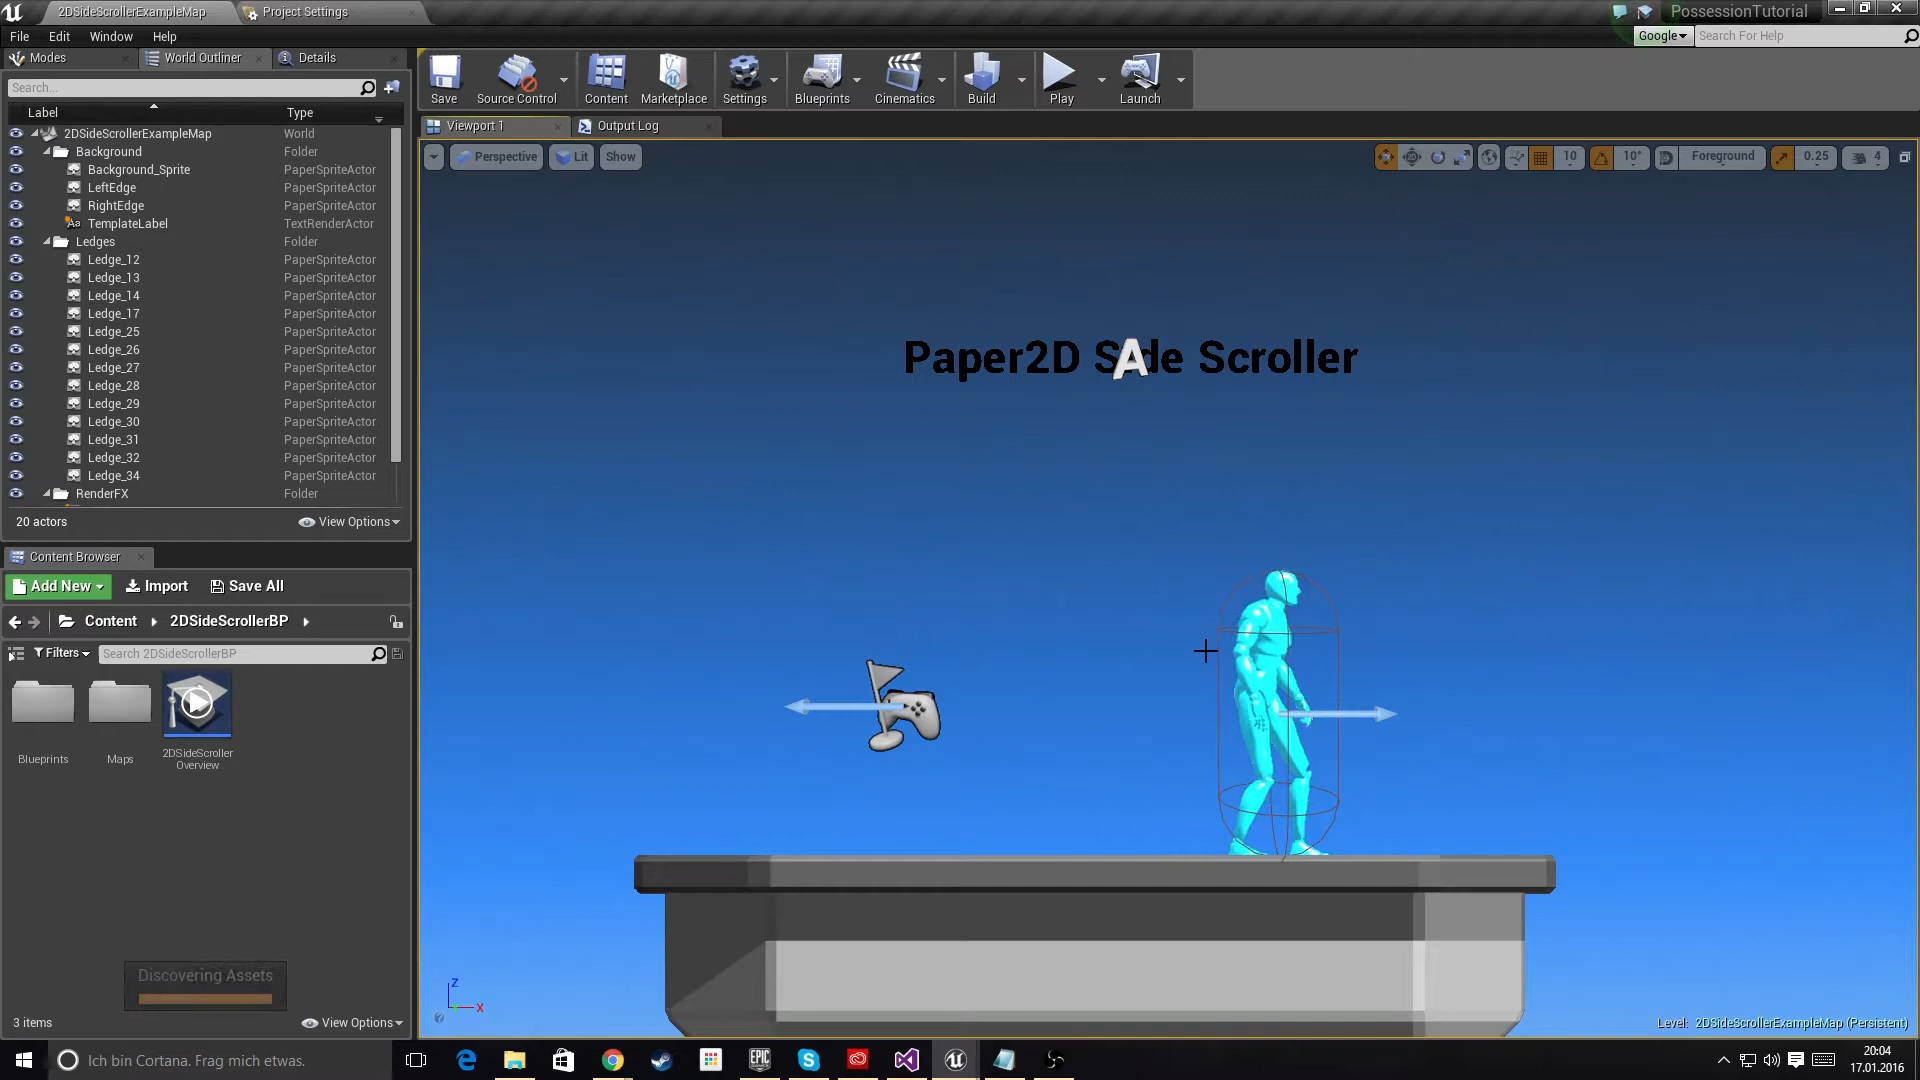 2DSideScrollerExampleMap
Project Settings
PossessionTutorial
File Edit Window Help
Google
Search For Help
Modes
World Outliner
Details
Search...
Label Type
2DSideScrollerExampleMap World
Background Folder
Background_Sprite PaperSpriteActor
LeftEdge PaperSpriteActor
RightEdge PaperSpriteActor
Aa TemplateLabel TextRenderActor
Ledges Folder
Ledge_12 PaperSpriteActor
Ledge_13 PaperSpriteActor
Ledge_14 PaperSpriteActor
Ledge_17 PaperSpriteActor
Ledge_25 PaperSpriteActor
Ledge_26 PaperSpriteActor
Ledge_27 PaperSpriteActor
Ledge_28 PaperSpriteActor
Ledge_29 PaperSpriteActor
Ledge_30 PaperSpriteActor
Ledge_31 PaperSpriteActor
Ledge_32 PaperSpriteActor
Ledge_34 PaperSpriteActor
RenderFX Folder
20 actors View Options
Save Source Control Content Marketplace Settings Blueprints Cinematics Build Play Launch
Viewport 1
Output Log
Perspective Lit Show
10 10° Foreground 0.25 4
Paper2D Side Scroller
A
Z
X
Level: 2DSideScrollerExampleMap (Persistent)
Content Browser
Add New Import Save All
Content 2DSideScrollerBP
Filters Search 2DSideScrollerBP
Blueprints
Maps
2DSideScroller
Overview
Discovering Assets
3 items View Options
Ich bin Cortana. Frag mich etwas.
EPIC
GAMES
20:04
17.01.2016